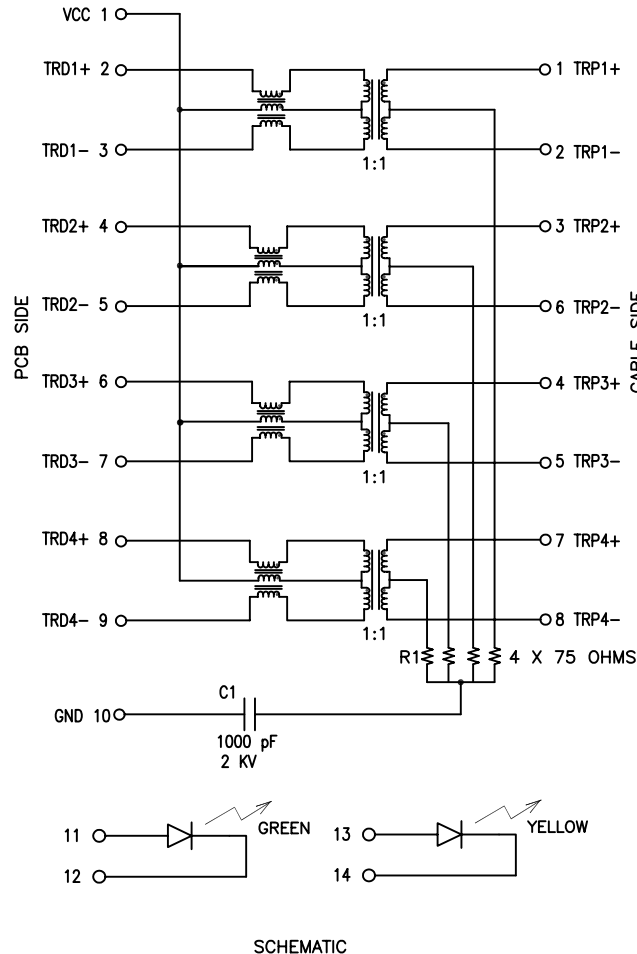 VCC 1
TRD1+ 2
1 TRP1+
TRD1- 3
2 TRP1-
1:1
TRD2+ 4
3 TRP2+
TRD2- 5
6 TRP2-
1:1
PCB SIDE
CABLE SIDE
TRD3+ 6
4 TRP3+
TRD3- 7
5 TRP3-
1:1
TRD4+ 8
7 TRP4+
TRD4- 9
8 TRP4-
1:1
R1
4 X 75 OHMS
C1
GND 10
1000 pF
2 KV
11
GREEN
12
13
YELLOW
14
SCHEMATIC